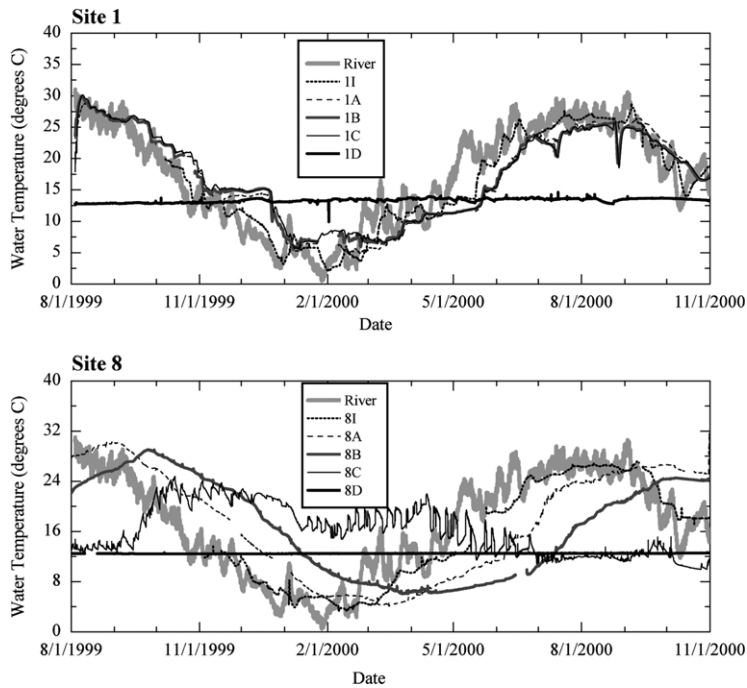 Site 1
Water Temperature (degrees C)
40
35
30
25
20
15
10
5
0
River
1I
1A
1B
1C
1D
8/1/1999
11/1/1999
2/1/2000
5/1/2000
8/1/2000
11/1/2000
Date
Site 8
Water Temperature (degrees C)
40
32
24
16
8
0
River
8I
8A
8B
8C
8D
8/1/1999
11/1/1999
2/1/2000
5/1/2000
8/1/2000
11/1/2000
Date